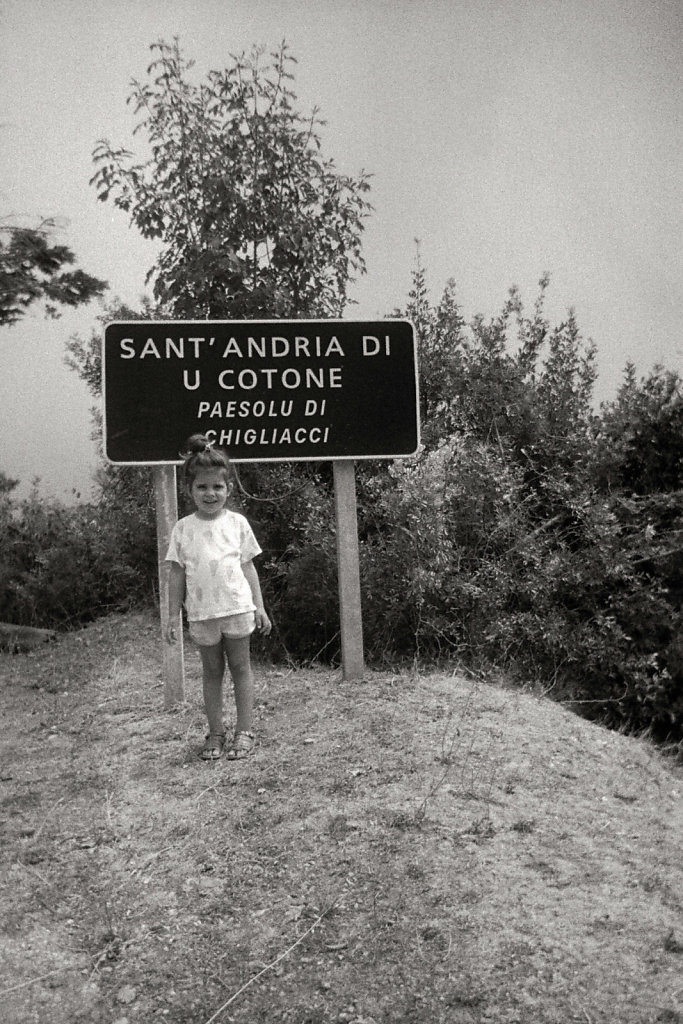 SANT'ANDRIA DI
U COTONE
PAESOLU DI
CHIGLIACCI